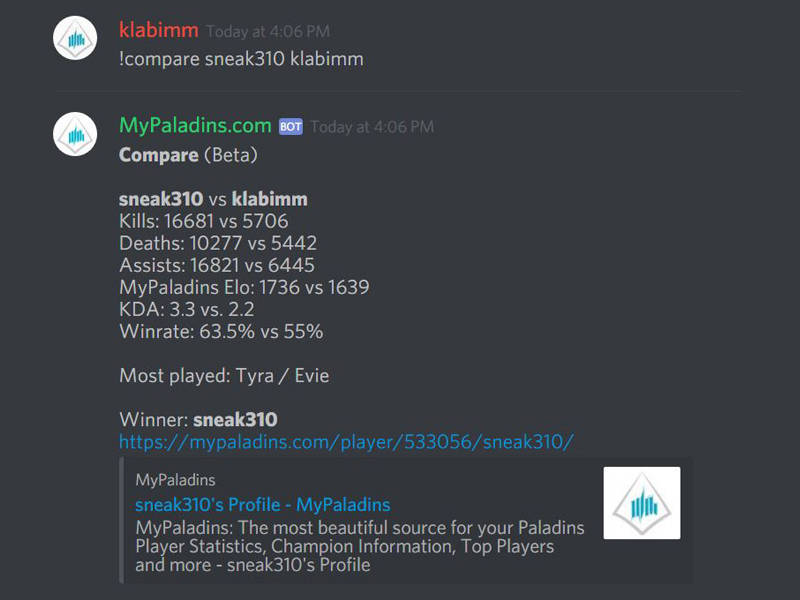 klabimm Today at 4:06 PM
!compare sneak310 klabimm
MyPaladins.com BOT Today at 4:06 PM
Compare (Beta)
sneak310 vs klabimm
Kills: 16681 vs 5706
Deaths: 10277 vs 5442
Assists: 16821 vs 6445
MyPaladins Elo: 1736 vs 1639
KDA: 3.3 vs. 2.2
Winrate: 63.5% vs 55%
Most played: Tyra / Evie
Winner: sneak310
https://mypaladins.com/player/533056/sneak310/
MyPaladins
sneak310's Profile - MyPaladins
MyPaladins: The most beautiful source for your Paladins
Player Statistics, Champion Information, Top Players
and more - sneak310's Profile